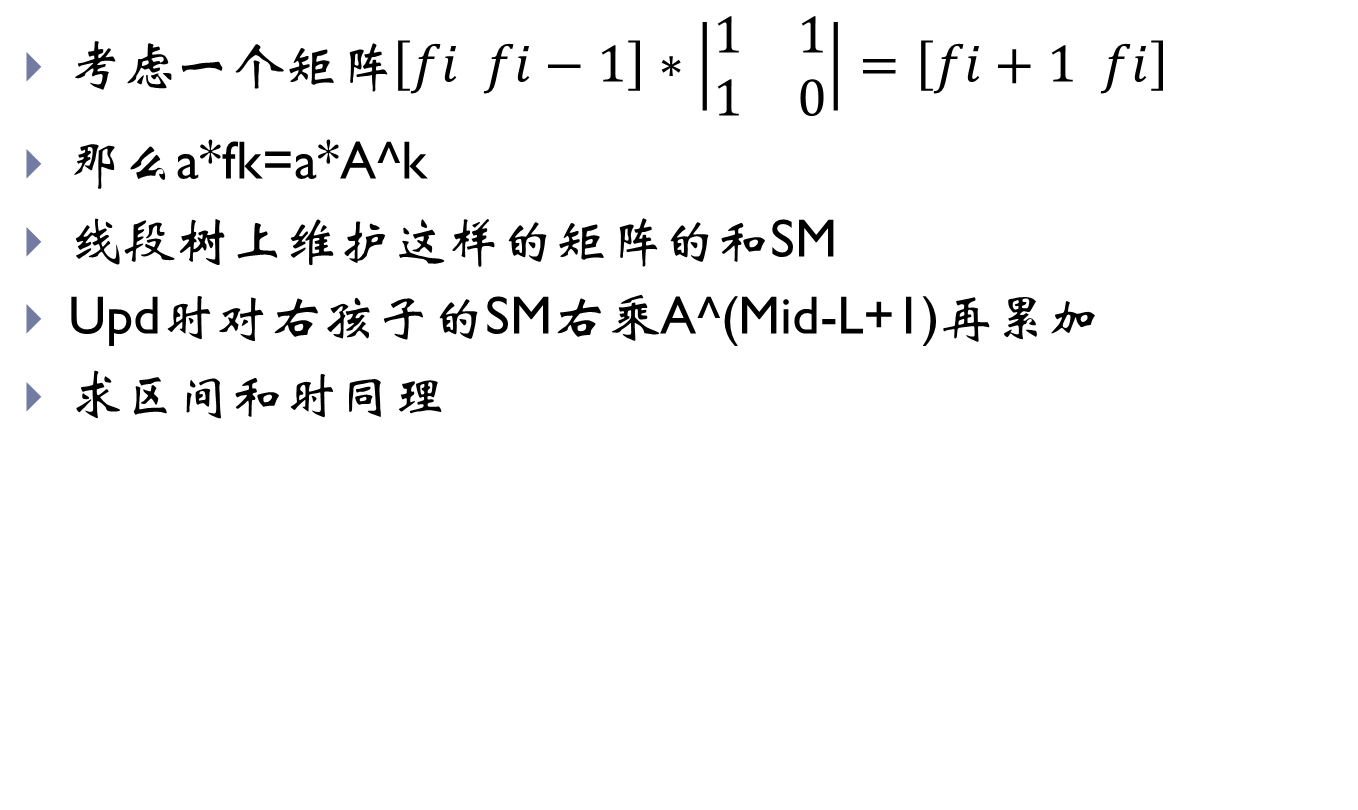 考虑一个矩阵[fi fi − 1] * |1 1 1 0| = [fi + 1 fi]
那么a*fk=a*A^k
线段树上维护这样的矩阵的和SM
Upd时对右孩子的SM右乘A^(Mid-L+1)再累加
求区间和时同理